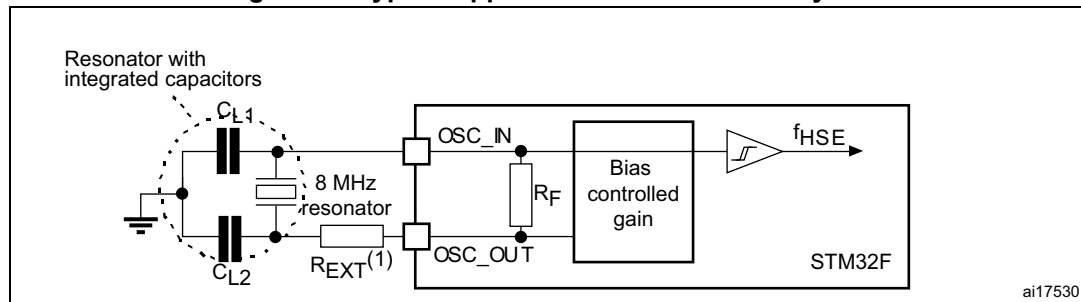 Resonator with
integrated capacitors
CL1
OSC_IN
fHSE
8 MHz
resonator
RF
Bias
controlled
gain
REXT(1)
OSC_OUT
STM32F
CL2
ai17530